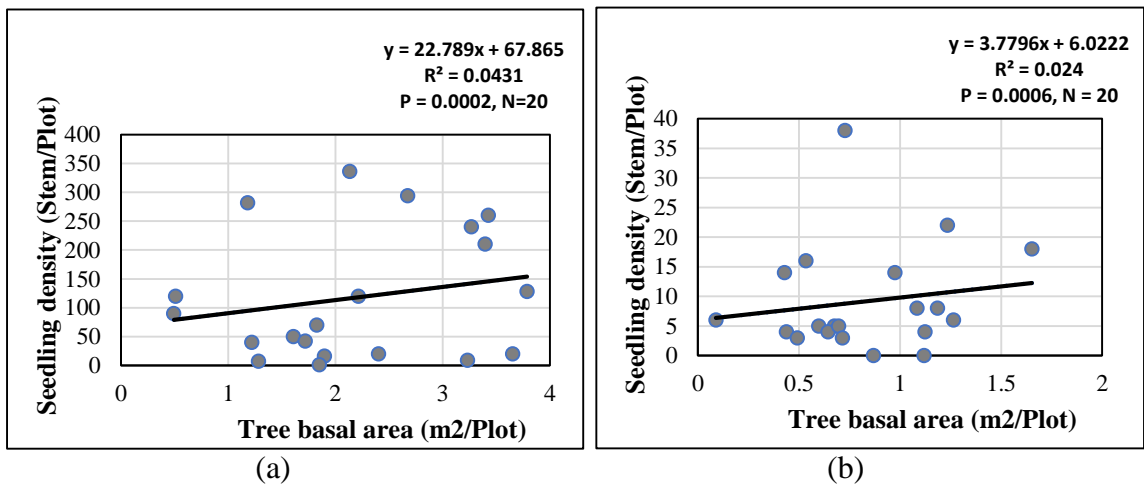 y = 22.789x + 67.865
R² = 0.0431
P = 0.0002, N=20
400
350
300
250
200
150
100
50
0
0
1
2
3
4
Seedling density (Stem/Plot)
Tree basal area (m2/Plot)
(a)
y = 3.7796x + 6.0222
R² = 0.024
P = 0.0006, N = 20
40
35
30
25
20
15
10
5
0
0
0.5
1
1.5
2
Seedling density (Stem/Plot)
Tree basal area (m2/Plot)
(b)